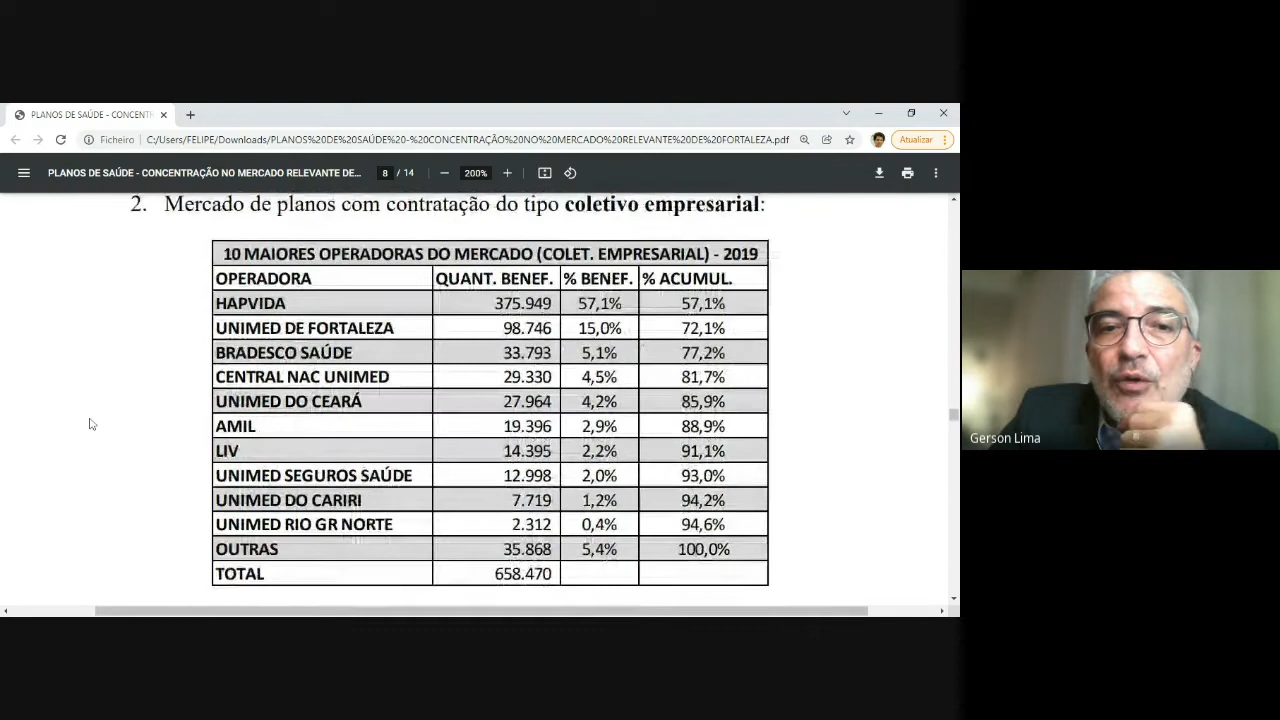 PLANOS DE SAÚDE - CONCENT
Ficheiro C:/Users/FELIPE/Downloads/PLANOS%20DE%20SAÚDE%20-%20CONCENTRAÇÃO%20NO%20MERCADO%20RELEVANTE%20DE%20FORTALEZA.pdf Atualizar
PLANOS DE SAÚDE - CONCENTRAÇÃO NO MERCADO RELEVANTE DE... 8 / 14 200%
2. Mercado de planos com contratação do tipo coletivo empresarial:
10 MAIORES OPERADORAS DO MERCADO (COLET. EMPRESARIAL) - 2019
OPERADORA QUANT. BENEF. % BENEF. % ACUMUL.
HAPVIDA 375.949 57,1% 57,1%
UNIMED DE FORTALEZA 98.746 15,0% 72,1%
BRADESCO SAÚDE 33.793 5,1% 77,2%
CENTRAL NAC UNIMED 29.330 4,5% 81,7%
UNIMED DO CEARÁ 27.964 4,2% 85,9%
AMIL 19.396 2,9% 88,9%
LIV 14.395 2,2% 91,1%
UNIMED SEGUROS SAÚDE 12.998 2,0% 93,0%
UNIMED DO CARIRI 7.719 1,2% 94,2%
UNIMED RIO GR NORTE 2.312 0,4% 94,6%
OUTRAS 35.868 5,4% 100,0%
TOTAL 658.470
Gerson Lima